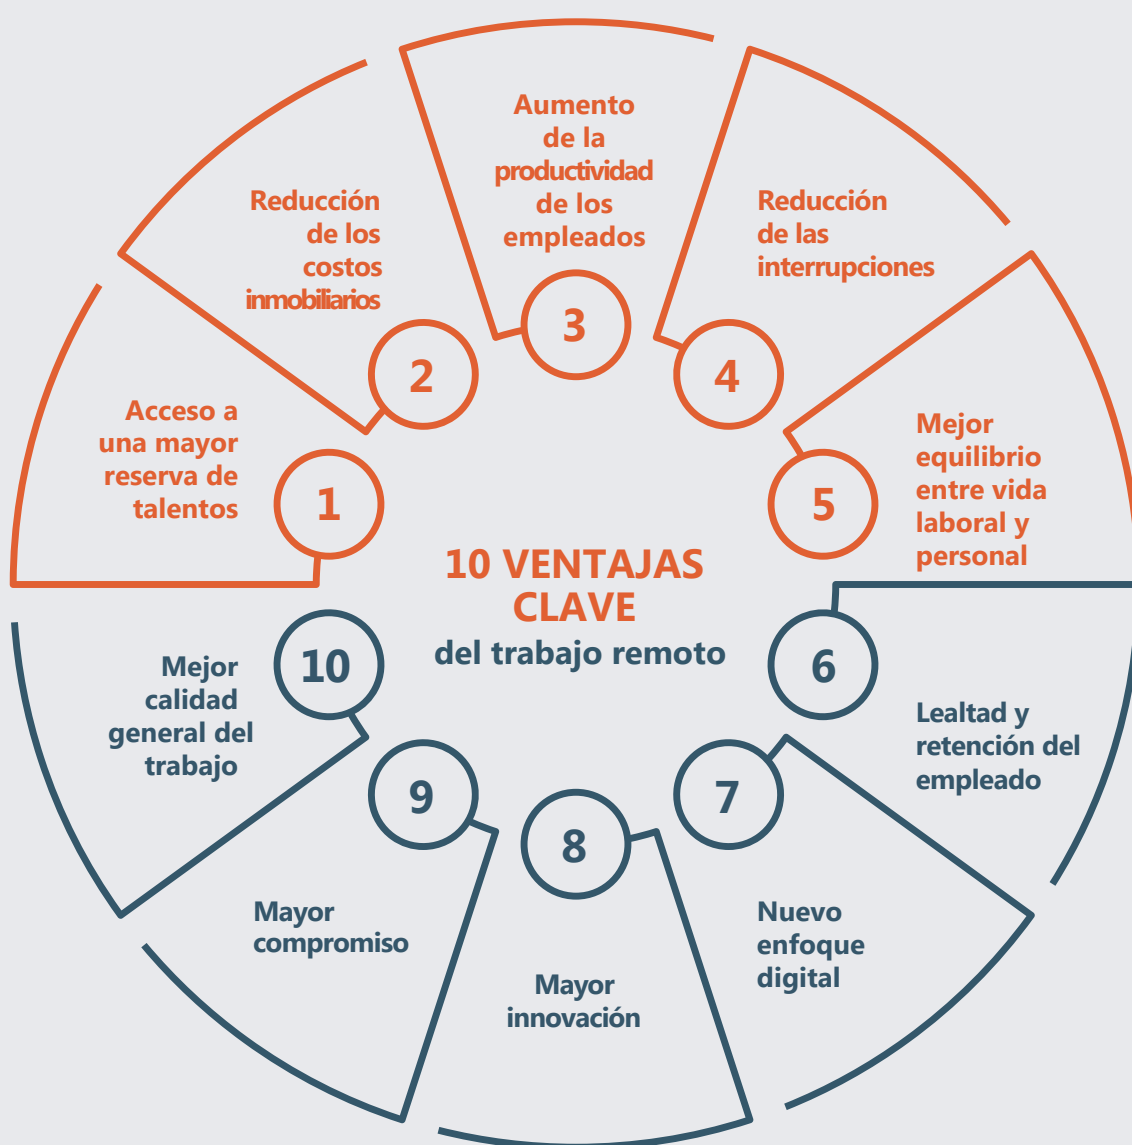 10 VENTAJAS
CLAVE
del trabajo remoto
1
Acceso a
una mayor
reserva de
talentos
2
Reducción
de los
costos
inmobiliarios
3
Aumento
de la
productividad
de los
empleados
4
Reducción
de las
interrupciones
5
Mejor
equilibrio
entre vida
laboral y
personal
6
Lealtad y
retención del
empleado
7
Nuevo
enfoque
digital
8
Mayor
innovación
9
Mayor
compromiso
10
Mejor
calidad
general del
trabajo